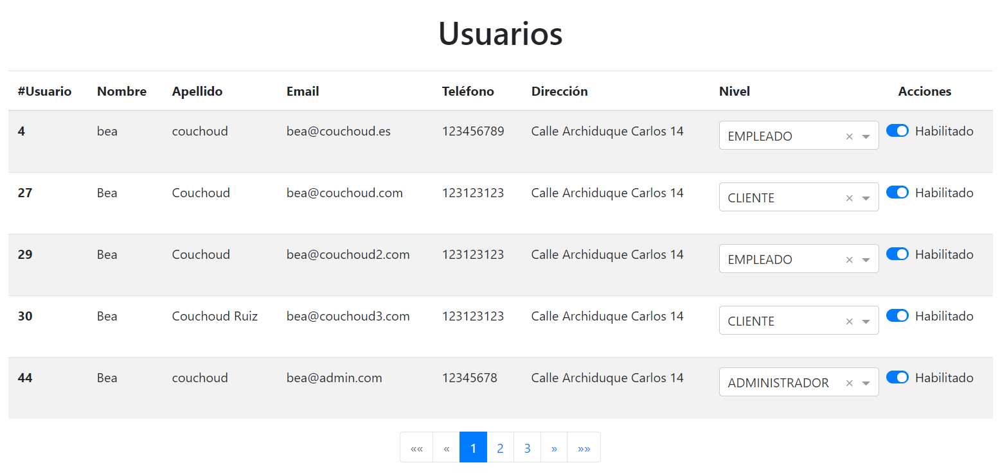 Usuarios
#Usuario Nombre Apellido Email Teléfono Dirección Nivel Acciones
4 bea couchoud bea@couchoud.es 123456789 Calle Archiduque Carlos 14 EMPLEADO × Habilitado
27 Bea Couchoud bea@couchoud.com 123123123 Calle Archiduque Carlos 14 CLIENTE × Habilitado
29 Bea Couchoud bea@couchoud2.com 123123123 Calle Archiduque Carlos 14 EMPLEADO × Habilitado
30 Bea Couchoud Ruiz bea@couchoud3.com 123123123 Calle Archiduque Carlos 14 CLIENTE × Habilitado
44 Bea couchoud bea@admin.com 12345678 Calle Archiduque Carlos 14 ADMINISTRADOR × Habilitado
«« « 1 2 3 » »»